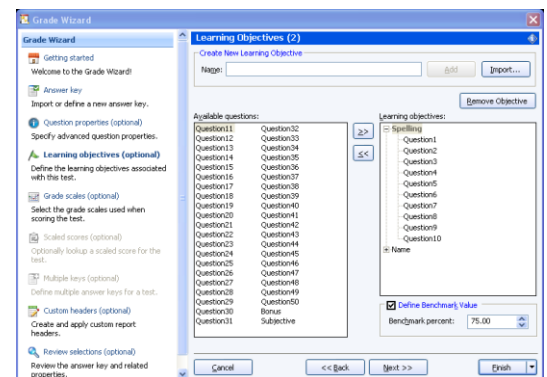 Grade Wizard
Grade Wizard
Getting started
Welcome to the Grade Wizard!
Answer key
Import or define a new answer key.
Question properties (optional)
Specify advanced question properties.
Learning objectives (optional)
Define the learning objectives associated
with this test.
Grade scales (optional)
Select the grade scales used when
scoring the test.
Scaled scores (optional)
Optionally lookup a scaled score for the
test.
Multiple keys (optional)
Define multiple answer keys for a test.
Custom headers (optional)
Create and apply custom report
headers.
Review selections (optional)
Review the answer key and related
properties.
Learning Objectives (2)
Create New Learning Objective
Name:
Add
Import...
Remove Objective
Available questions:
Question11 Question32
Question12 Question33
Question13 Question34
Question14 Question35
Question15 Question36
Question16 Question37
Question17 Question38
Question18 Question39
Question19 Question40
Question20 Question41
Question21 Question42
Question22 Question43
Question23 Question44
Question24 Question45
Question25 Question46
Question26 Question47
Question27 Question48
Question28 Question49
Question29 Question50
Question30 Bonus
Question31 Subjective
>>
<<
Learning objectives:
Spelling
Question1
Question2
Question3
Question4
Question5
Question6
Question7
Question8
Question9
Question10
Name
Define Benchmark Value
Benchmark percent: 75.00
Cancel
<< Back
Next >>
Finish